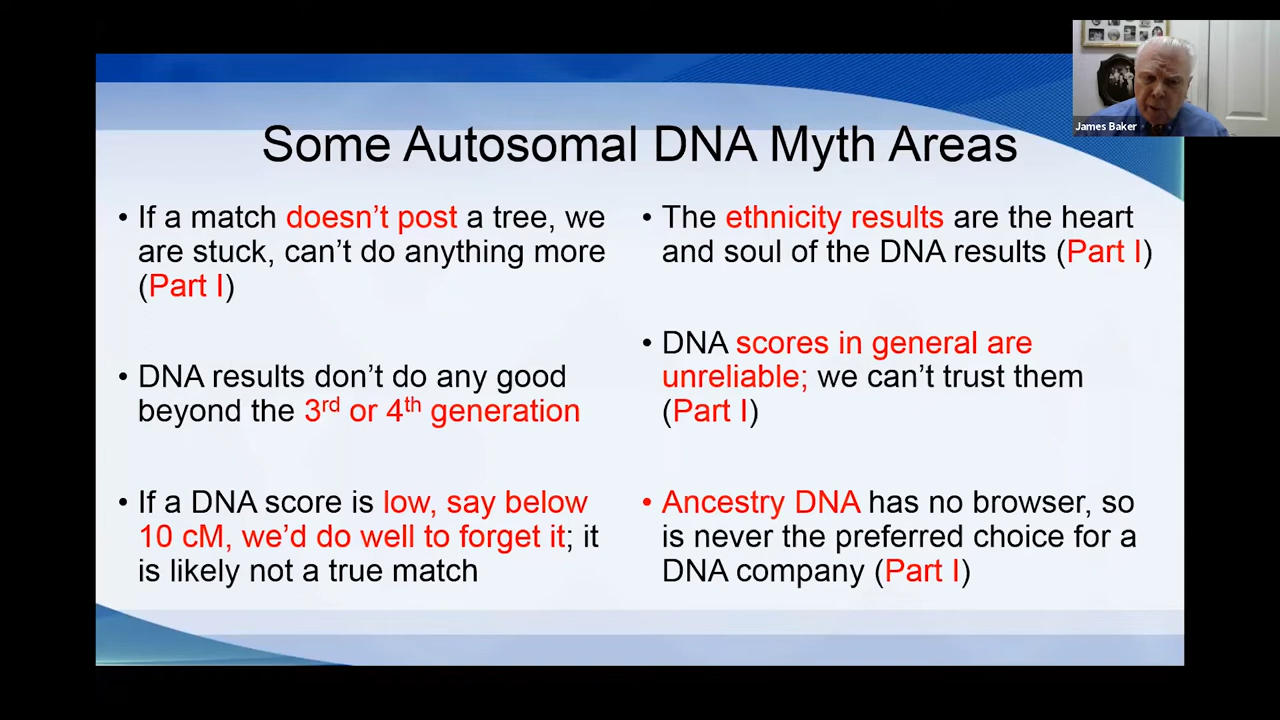 James Baker
Some Autosomal DNA Myth Areas
• If a match doesn't post a tree, we
are stuck, can't do anything more
(Part I)
• DNA results don't do any good
beyond the 3rd or 4th generation
• If a DNA score is low, say below
10 cM, we'd do well to forget it; it
is likely not a true match
• The ethnicity results are the heart
and soul of the DNA results (Part I)
• DNA scores in general are
unreliable; we can't trust them
(Part I)
• Ancestry DNA has no browser, so
is never the preferred choice for a
DNA company (Part I)